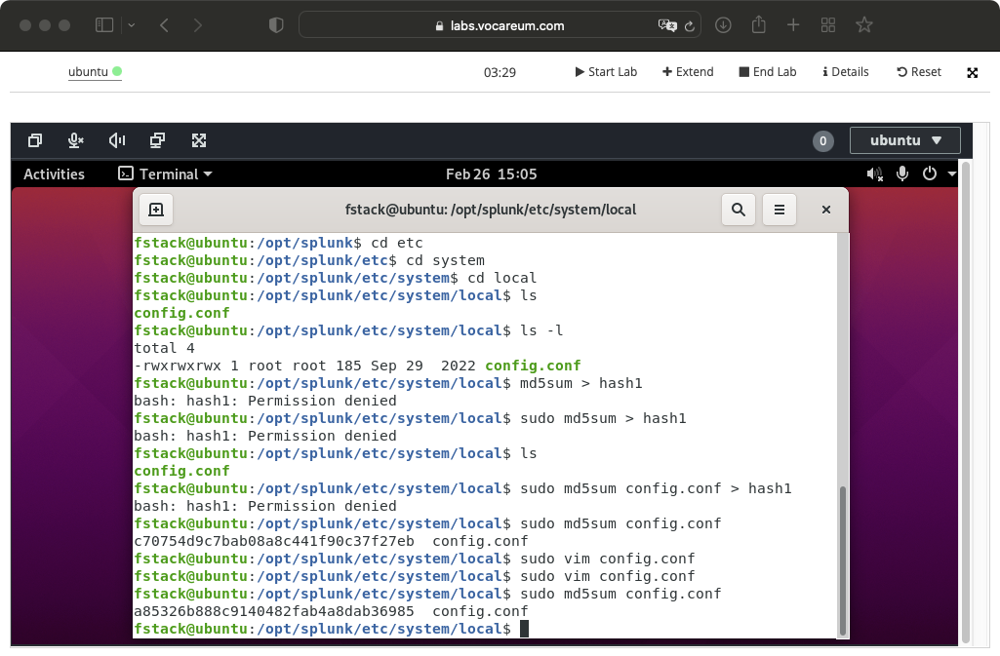 labs.vocareum.com
ubuntu 03:29 Start Lab Extend End Lab Details Reset
0 ubuntu
Activities Terminal Feb 26 15:05
fstack@ubuntu: /opt/splunk/etc/system/local
fstack@ubuntu:/opt/splunk$ cd etc
fstack@ubuntu:/opt/splunk/etc$ cd system
fstack@ubuntu:/opt/splunk/etc/system$ cd local
fstack@ubuntu:/opt/splunk/etc/system/local$ ls
config.conf
fstack@ubuntu:/opt/splunk/etc/system/local$ ls -l
total 4
-rwxrwxrwx 1 root root 185 Sep 29  2022 config.conf
fstack@ubuntu:/opt/splunk/etc/system/local$ md5sum > hash1
bash: hash1: Permission denied
fstack@ubuntu:/opt/splunk/etc/system/local$ sudo md5sum > hash1
bash: hash1: Permission denied
fstack@ubuntu:/opt/splunk/etc/system/local$ ls
config.conf
fstack@ubuntu:/opt/splunk/etc/system/local$ sudo md5sum config.conf > hash1
bash: hash1: Permission denied
fstack@ubuntu:/opt/splunk/etc/system/local$ sudo md5sum config.conf
c70754d9c7bab08a8c441f90c37f27eb  config.conf
fstack@ubuntu:/opt/splunk/etc/system/local$ sudo vim config.conf
fstack@ubuntu:/opt/splunk/etc/system/local$ sudo vim config.conf
fstack@ubuntu:/opt/splunk/etc/system/local$ sudo md5sum config.conf
a85326b888c9140482fab4a8dab36985  config.conf
fstack@ubuntu:/opt/splunk/etc/system/local$